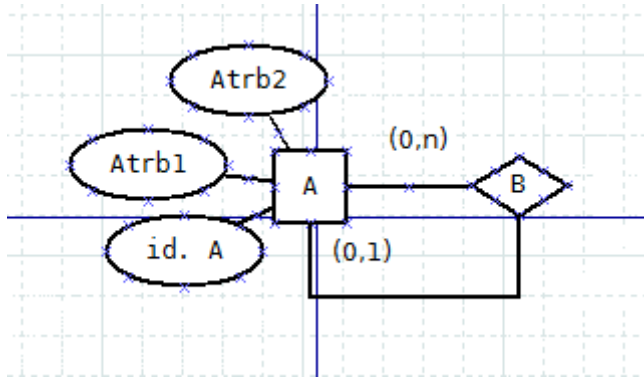 Atrb2
(0,n)
Atrb1
A
B
id. A
(0,1)